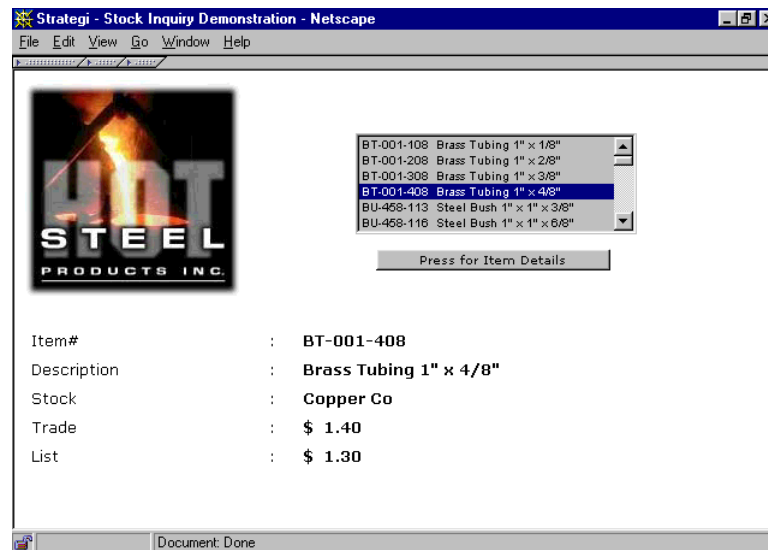 Strategi - Stock Inquiry Demonstration - Netscape
File Edit View Go Window Help
HOT
STEEL
PRODUCTS INC.
BT-001-108 Brass Tubing 1" x 1/8"
BT-001-208 Brass Tubing 1" x 2/8"
BT-001-308 Brass Tubing 1" x 3/8"
BT-001-408 Brass Tubing 1" x 4/8"
BU-458-113 Steel Bush 1" x 1" x 3/8"
BU-458-116 Steel Bush 1" x 1" x 6/8"
Press for Item Details
Item# : BT-001-408
Description : Brass Tubing 1" x 4/8"
Stock : Copper Co
Trade : $ 1.40
List : $ 1.30
Document: Done